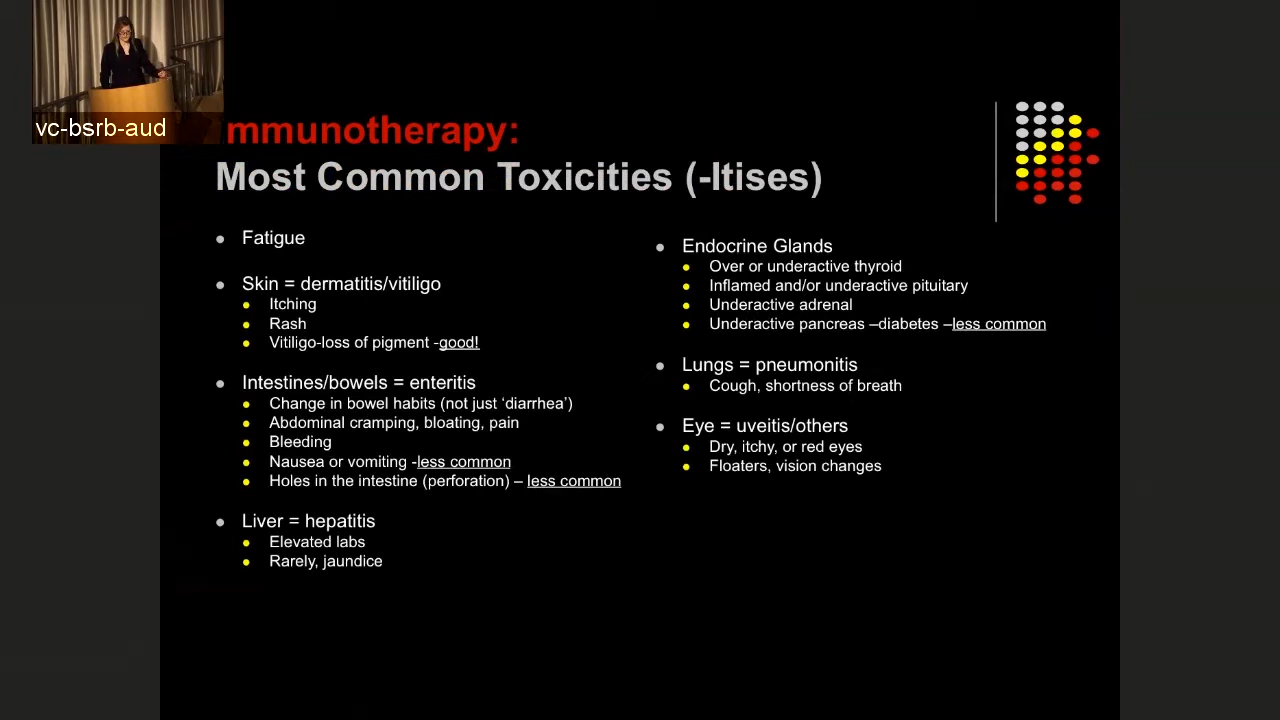 vc-bsrb-aud
mmunotherapy:
Most Common Toxicities (-Itises)
Fatigue
Skin = dermatitis/vitiligo
Itching
Rash
Vitiligo-loss of pigment -good!
Intestines/bowels = enteritis
Change in bowel habits (not just ‘diarrhea’)
Abdominal cramping, bloating, pain
Bleeding
Nausea or vomiting -less common
Holes in the intestine (perforation) – less common
Liver = hepatitis
Elevated labs
Rarely, jaundice
Endocrine Glands
Over or underactive thyroid
Inflamed and/or underactive pituitary
Underactive adrenal
Underactive pancreas –diabetes –less common
Lungs = pneumonitis
Cough, shortness of breath
Eye = uveitis/others
Dry, itchy, or red eyes
Floaters, vision changes